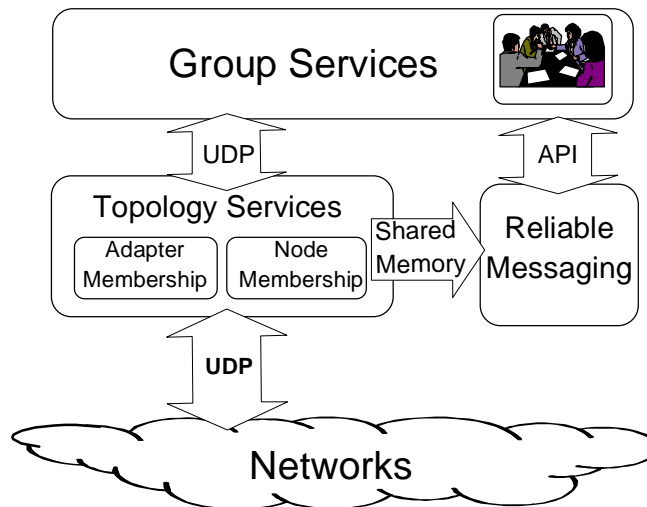 Group Services
UDP
API
Topology Services
Adapter
Membership
Node
Membership
Shared
Memory
Reliable
Messaging
UDP
Networks